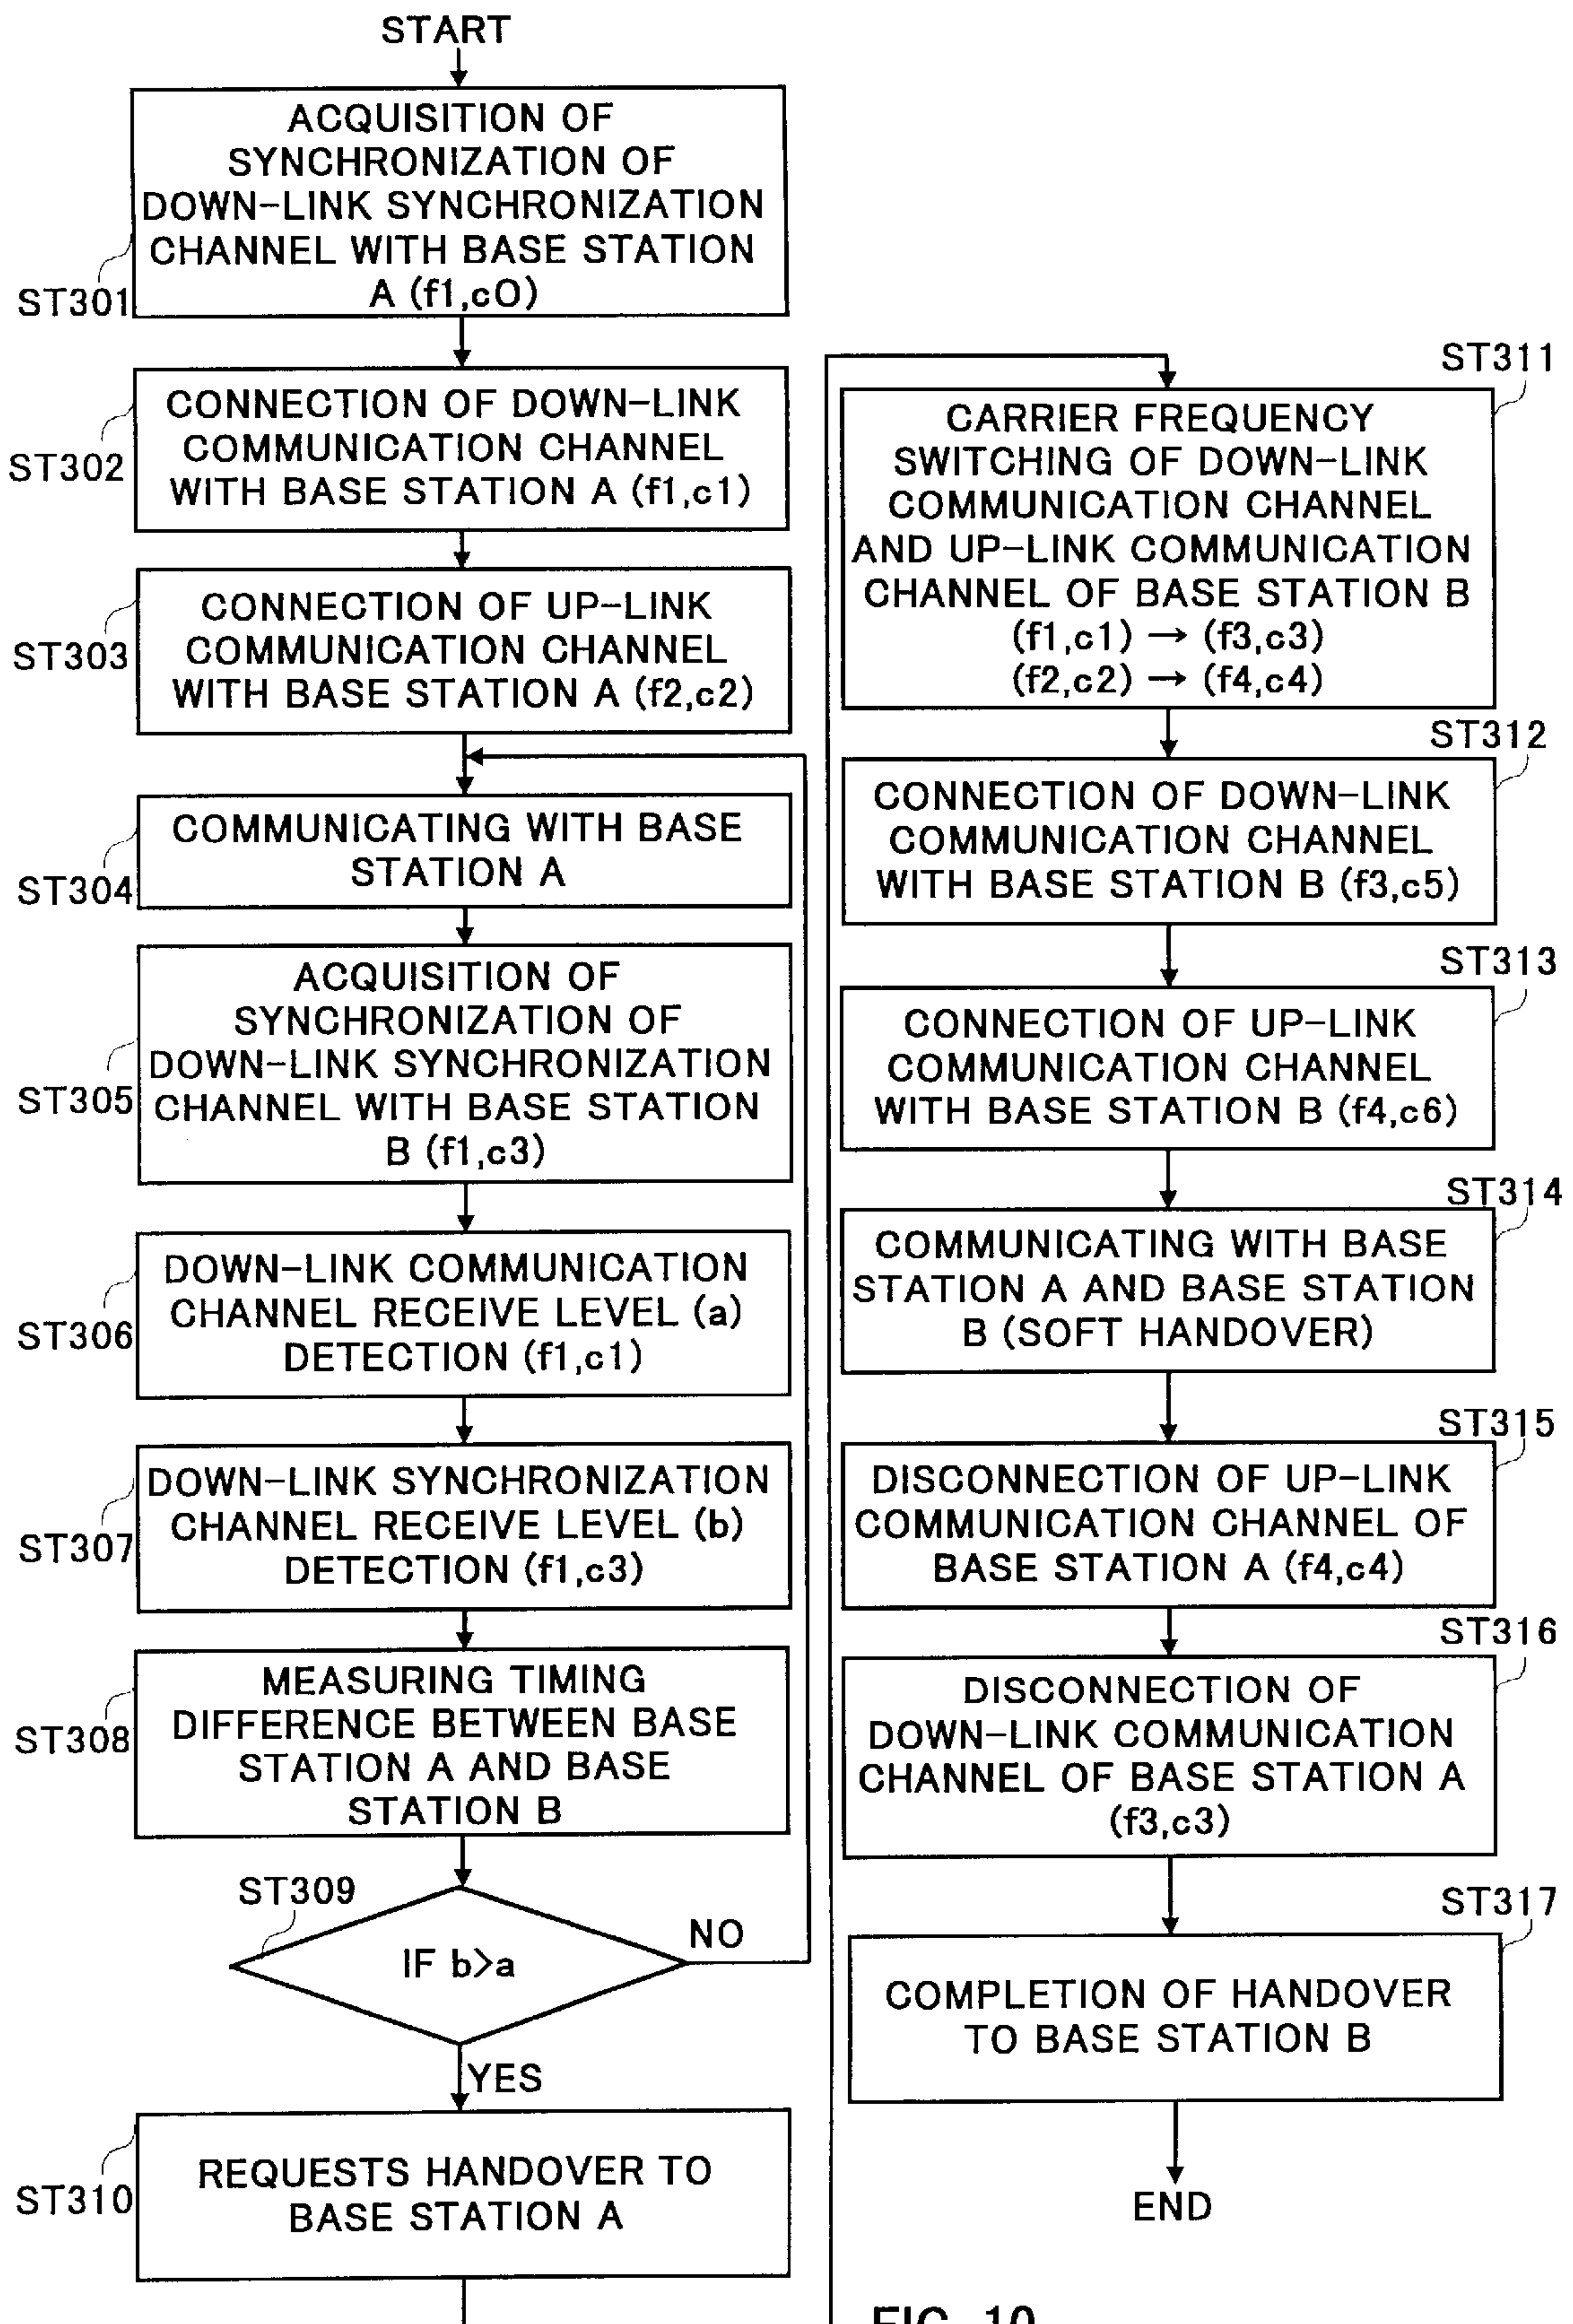 START
ACQUISITION OF
SYNCHRONIZATION OF
DOWN-LINK SYNCHRONIZATION
CHANNEL WITH BASE STATION
A (f1,c0)
ST301
CONNECTION OF DOWN-LINK
COMMUNICATION CHANNEL
WITH BASE STATION A (f1,c1)
ST302
CONNECTION OF UP-LINK
COMMUNICATION CHANNEL
WITH BASE STATION A (f2,c2)
ST303
COMMUNICATING WITH BASE
STATION A
ST304
ACQUISITION OF
SYNCHRONIZATION OF
DOWN-LINK SYNCHRONIZATION
CHANNEL WITH BASE STATION
B (f1,c3)
ST305
DOWN-LINK COMMUNICATION
CHANNEL RECEIVE LEVEL (a)
DETECTION (f1,c1)
ST306
DOWN-LINK SYNCHRONIZATION
CHANNEL RECEIVE LEVEL (b)
DETECTION (f1,c3)
ST307
MEASURING TIMING
DIFFERENCE BETWEEN BASE
STATION A AND BASE
STATION B
ST308
ST309
IF b>a
NO
YES
REQUESTS HANDOVER TO
BASE STATION A
ST310
ST311
CARRIER FREQUENCY
SWITCHING OF DOWN-LINK
COMMUNICATION CHANNEL
AND UP-LINK COMMUNICATION
CHANNEL OF BASE STATION B
(f1,c1) → (f3,c3)
(f2,c2) → (f4,c4)
ST312
CONNECTION OF DOWN-LINK
COMMUNICATION CHANNEL
WITH BASE STATION B (f3,c5)
ST313
CONNECTION OF UP-LINK
COMMUNICATION CHANNEL
WITH BASE STATION B (f4,c6)
ST314
COMMUNICATING WITH BASE
STATION A AND BASE STATION
B (SOFT HANDOVER)
ST315
DISCONNECTION OF UP-LINK
COMMUNICATION CHANNEL OF
BASE STATION A (f4,c4)
ST316
DISCONNECTION OF
DOWN-LINK COMMUNICATION
CHANNEL OF BASE STATION A
(f3,c3)
ST317
COMPLETION OF HANDOVER
TO BASE STATION B
END
FIG. 10